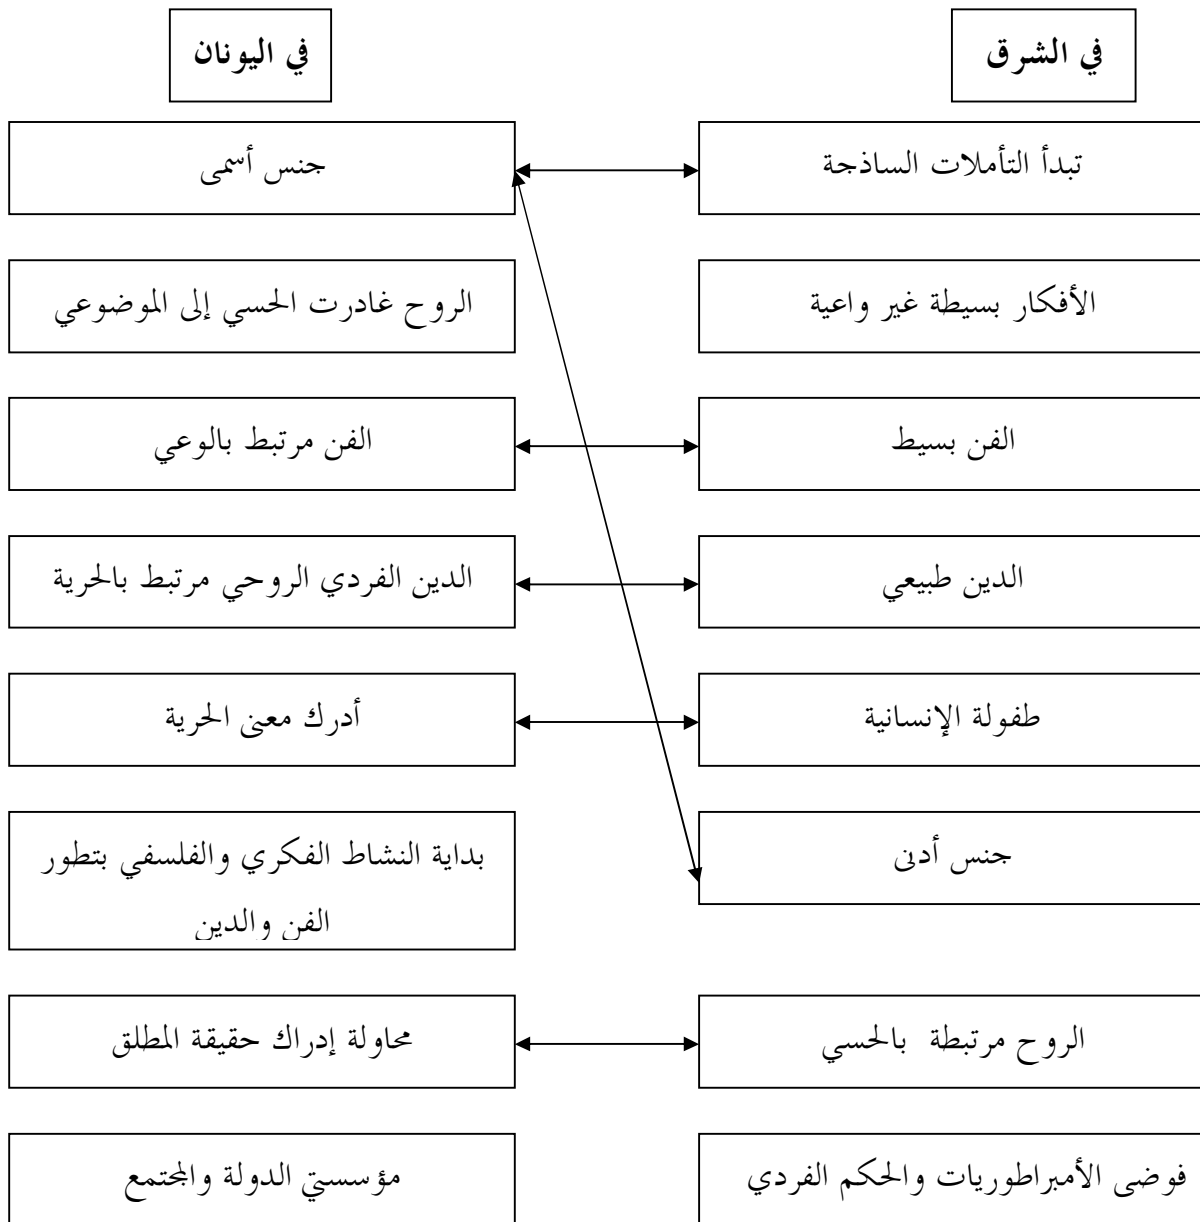 في الشرق
في اليونان
تبدأ التأملات الساذجة
جنس أسمى
الأفكار بسيطة غير واعية
الروح غادرت الحسي إلى الموضوعي
الفن بسيط
الفن مرتبط بالوعي
الدين طبيعي
الدين الفردي الروحي مرتبط بالحرية
طفولة الإنسانية
أدرك معنى الحرية
جنس أدنى
بداية النشاط الفكري والفلسفي بتطور
الفن والدين
الروح مرتبطة بالحسي
محاولة إدراك حقيقة المطلق
فوضى الأمبراطوريات والحكم الفردي
مؤسستي الدولة والمجتمع